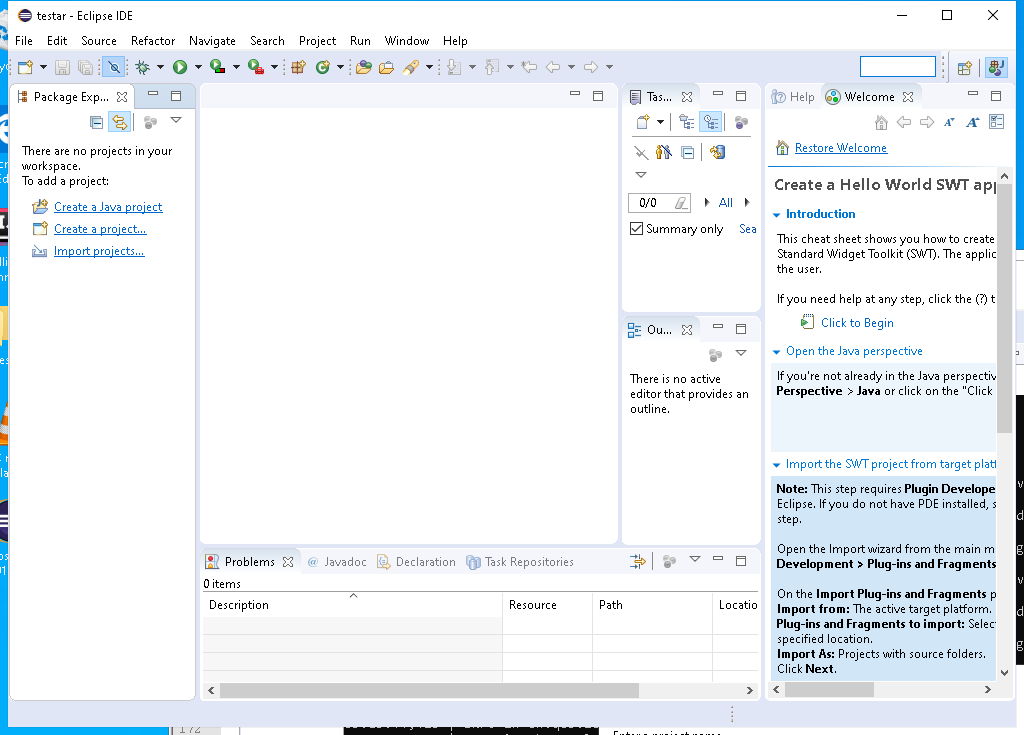 testar - Eclipse IDE
File Edit Source Refactor Navigate Search Project Run Window Help
Package Exp...
There are no projects in your
workspace.
To add a project:
Create a Java project
Create a project...
Import projects...
Tas...
0/0
All
Summary only
Sea
Ou...
There is no active
editor that provides an
outline.
Help
Welcome
Restore Welcome
Create a Hello World SWT app
Introduction
This cheat sheet shows you how to create
Standard Widget Toolkit (SWT). The applic
the user.
If you need help at any step, click the (?) t
Click to Begin
Open the Java perspective
If you're not already in the Java perspectiv
Perspective > Java or click on the "Click
Import the SWT project from target platf
Note: This step requires Plugin Develope
Eclipse. If you do not have PDE installed, s
step.
Open the Import wizard from the main m
Development > Plug-ins and Fragments
On the Import Plug-ins and Fragments p
Import from: The active target platform.
Plug-ins and Fragments to import: Selec
specified location.
Import As: Projects with source folders.
Click Next.
Problems
@ Javadoc
Declaration
Task Repositories
0 items
Description Resource Path Locatio
172